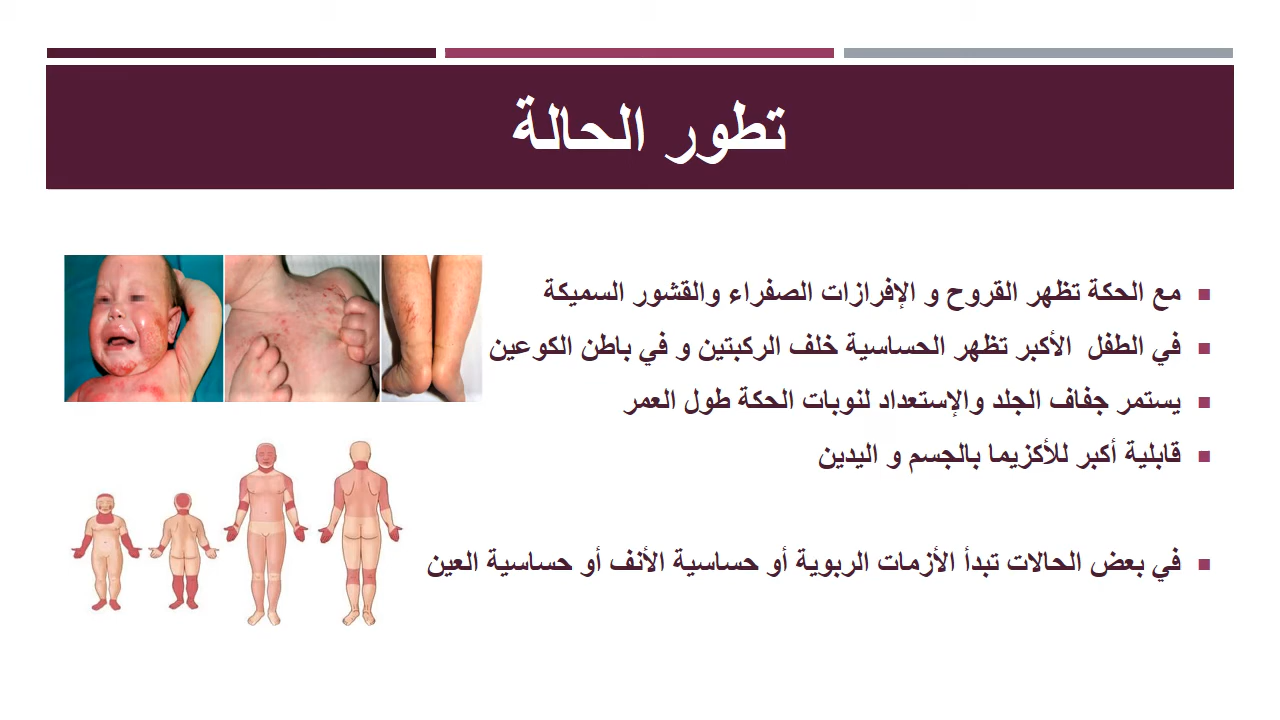 تطور الحالة
مع الحكة تظهر القروح و الإفرازات الصفراء والقشور السميكة
في الطفل الأكبر تظهر الحساسية خلف الركبتين و في باطن الكوعين
يستمر جفاف الجلد والإستعداد لنوبات الحكة طول العمر
قابلية أكبر للأكزيما بالجسم و اليدين
في بعض الحالات تبدأ الأزمات الربوية أو حساسية الأنف أو حساسية العين